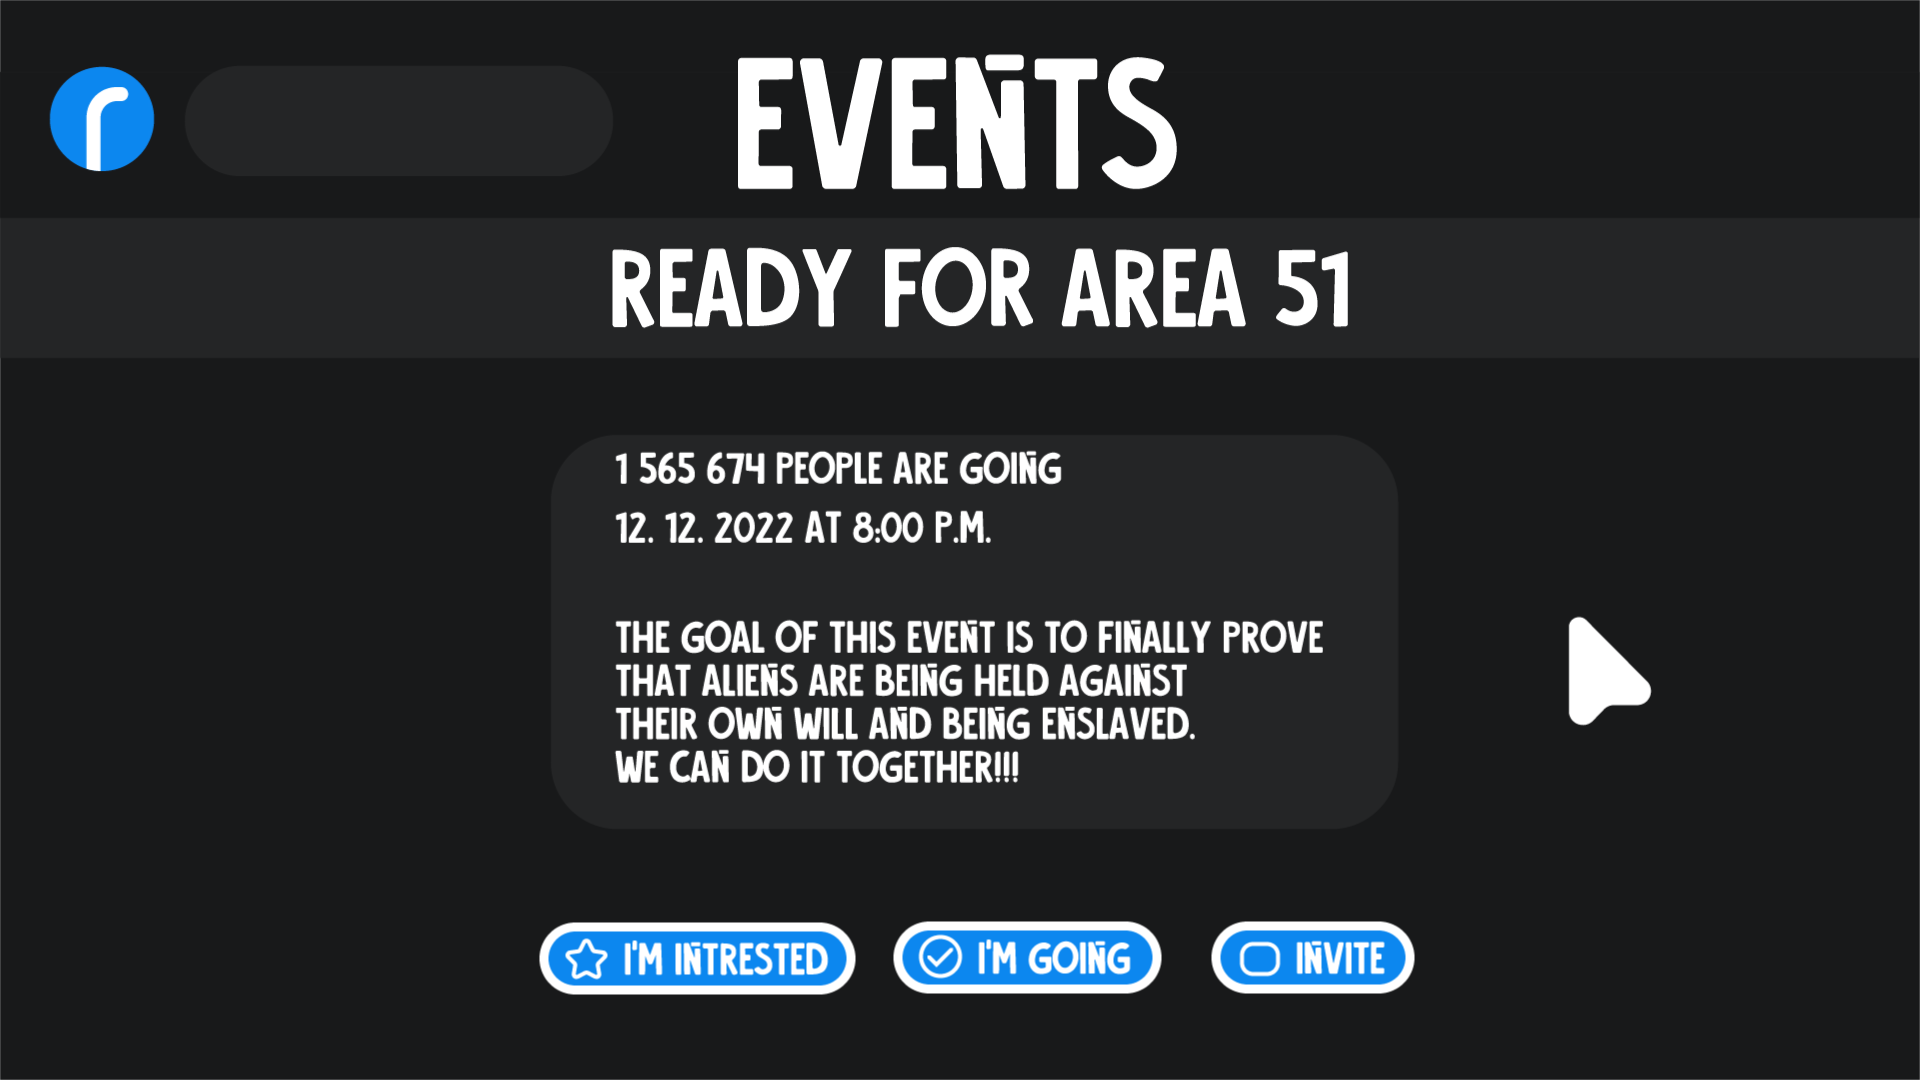 EVENTS
READY FOR AREA 51
1 565 674 PEOPLE ARE GOING
12. 12. 2022 AT 8:00 P.M.
THE GOAL OF THIS EVENT IS TO FINALLY PROVE
THAT ALIENS ARE BEING HELD AGAINST
THEIR OWN WILL AND BEING ENSLAVED.
WE CAN DO IT TOGETHER!!!
I'M INTRESTED
I'M GOING
INVITE